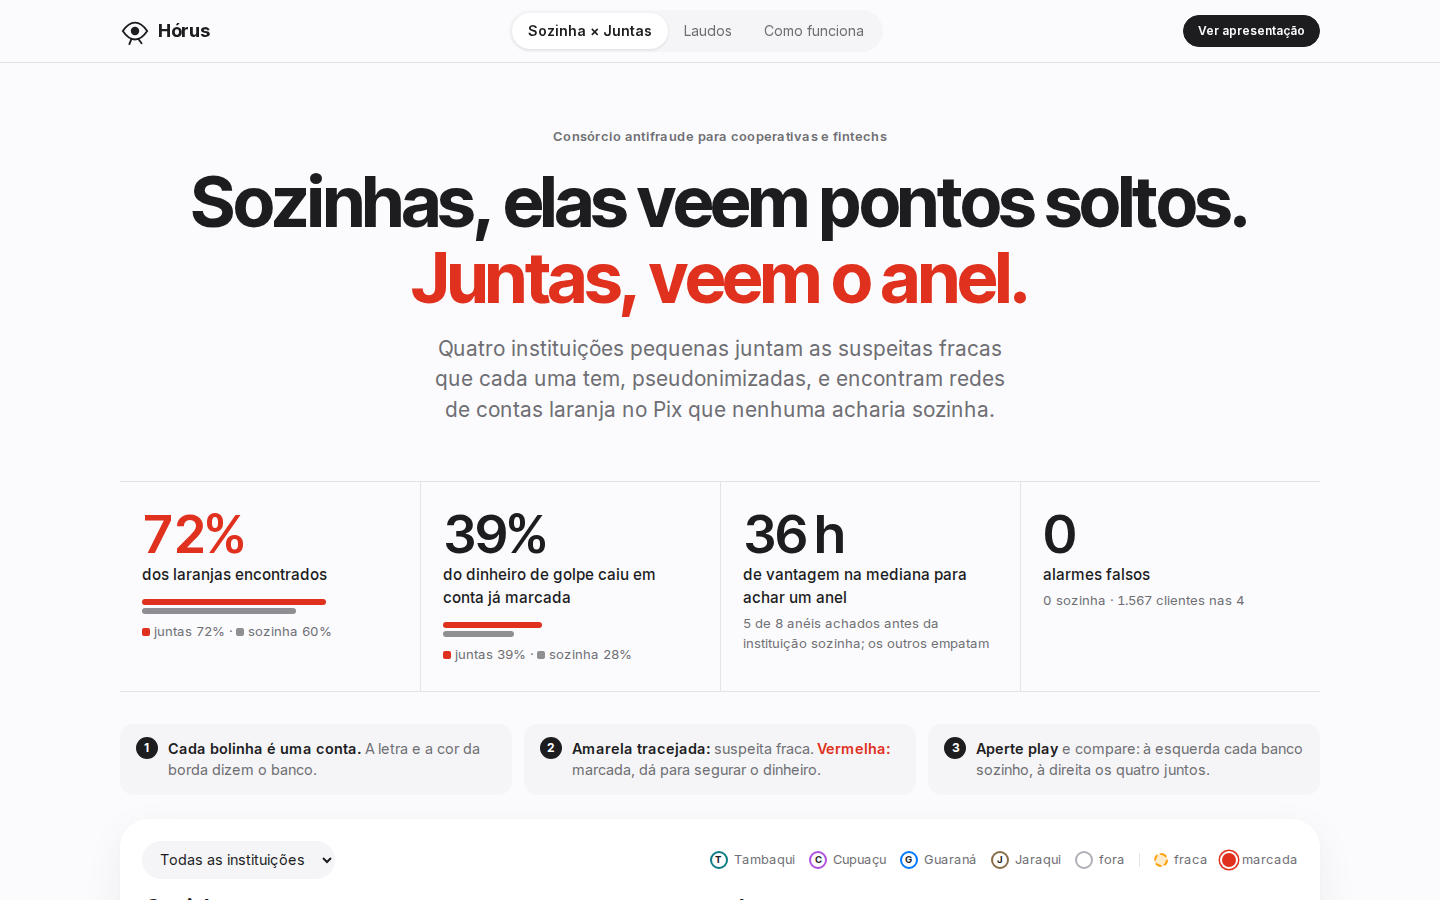 Hórus
Sozinha × Juntas
Laudos
Como funciona
Ver apresentação
Consórcio antifraude para cooperativas e fintechs
Sozinhas, elas veem pontos soltos.
Juntas, veem o anel.
Quatro instituições pequenas juntam as suspeitas fracas
que cada uma tem, pseudonimizadas, e encontram redes
de contas laranja no Pix que nenhuma acharia sozinha.
72%
dos laranjas encontrados
juntas 72% · sozinha 60%
39%
do dinheiro de golpe caiu em
conta já marcada
juntas 39% · sozinha 28%
36 h
de vantagem na mediana para
achar um anel
5 de 8 anéis achados antes da
instituição sozinha; os outros empatam
0
alarmes falsos
0 sozinha · 1.567 clientes nas 4
1 Cada bolinha é uma conta. A letra e a cor da
borda dizem o banco.
2 Amarela tracejada: suspeita fraca. Vermelha:
marcada, dá para segurar o dinheiro.
3 Aperte play e compare: à esquerda cada banco
sozinho, à direita os quatro juntos.
Todas as instituições
T Tambaqui
C Cupuaçu
G Guaraná
J Jaraqui
fora
fraca
marcada